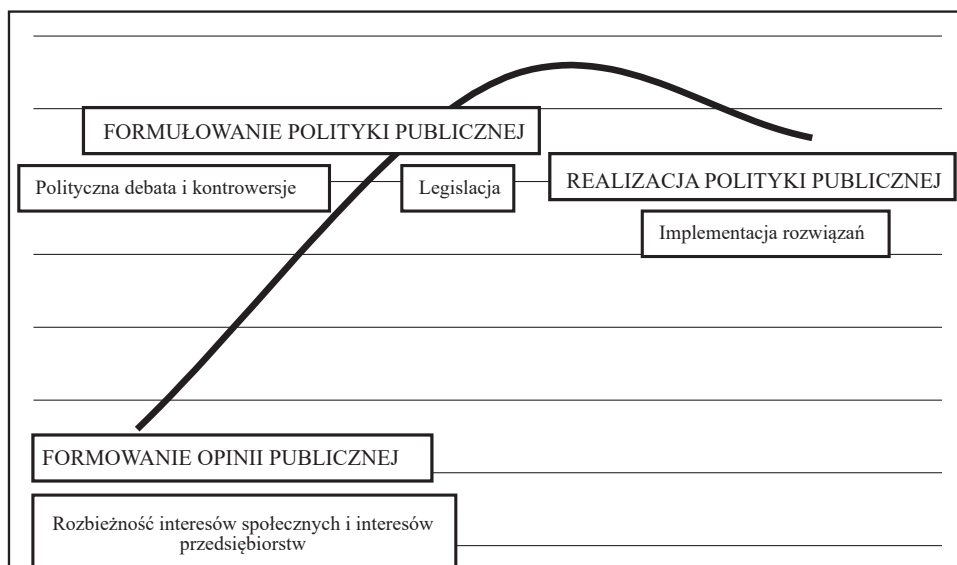 FORMUŁOWANIE POLITYKI PUBLICZNEJ
Polityczna debata i kontrowersje
Legislacja
REALIZACJA POLITYKI PUBLICZNEJ
Implementacja rozwiązań
FORMOWANIE OPINII PUBLICZNEJ
Rozbieżność interesów społecznych i interesów
przedsiębiorstw